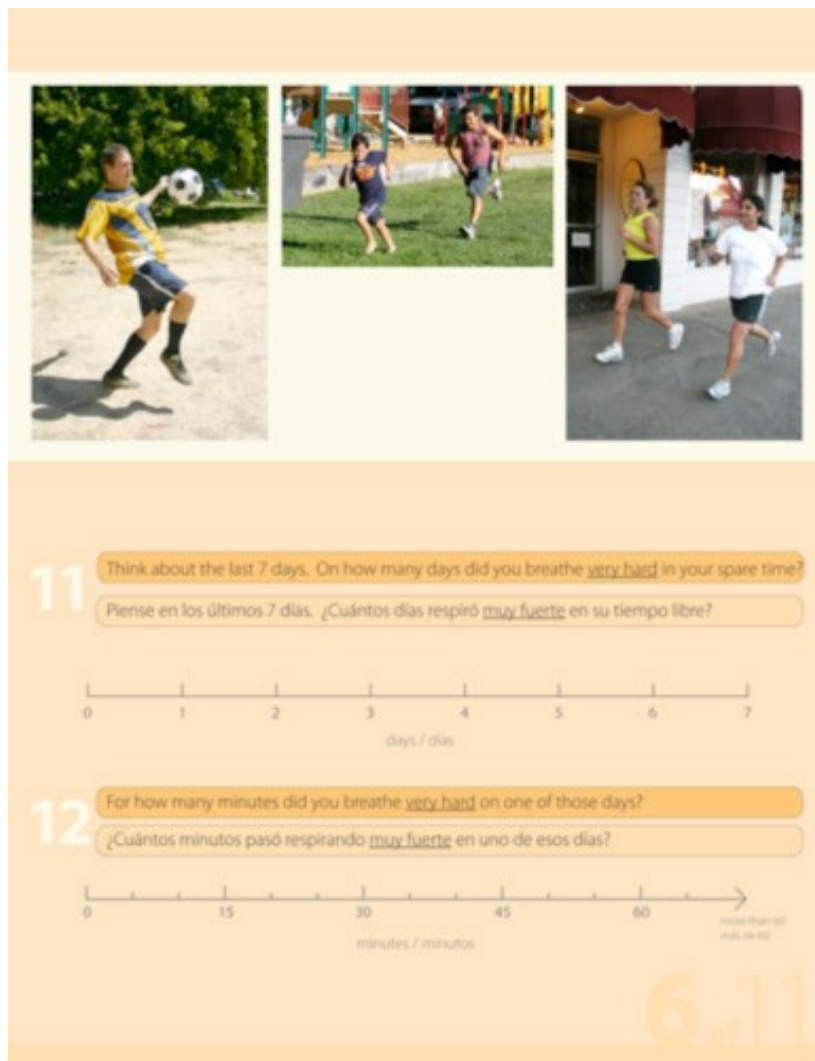 11
Think about the last 7 days. On how many days did you breathe very hard in your spare time?
Piense en los últimos 7 días. ¿Cuántos días respiró muy fuerte en su tiempo libre?
0 1 2 3 4 5 6 7
days / días
12
For how many minutes did you breathe very hard on one of those days?
¿Cuántos minutos pasó respirando muy fuerte en uno de esos días?
0 15 30 45 60
more than 60
más de 60
minutes / minutos
6 of 11